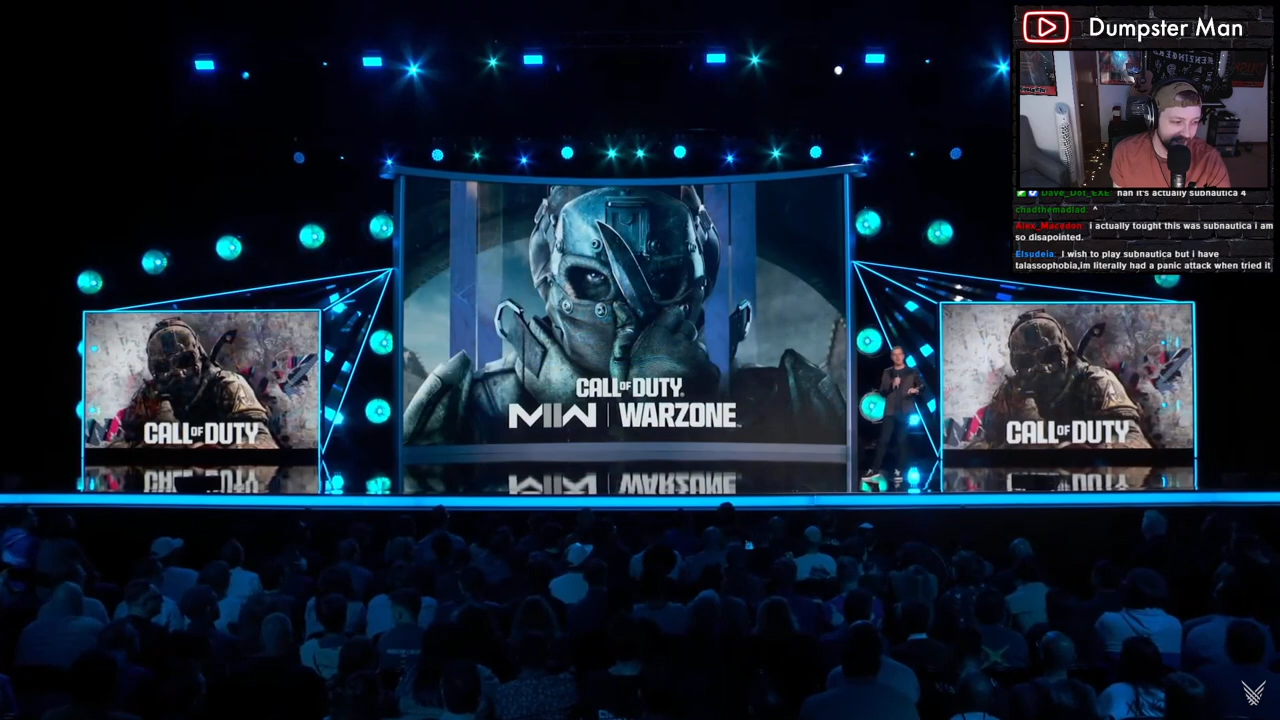 Dumpster Man
Dave_Dot_EXE: nah it's actually subnautica 4
chadthemadlad: ^
Alex_Macadan: I actually tought this was subnautica I am
so disapointed.
Elsudeia: I wish to play subnautica but i have
talassophobia,im literally had a panic attack when tried it
CALL OF DUTY
MW | WARZONE
CALL OF DUTY
CALL OF DUTY